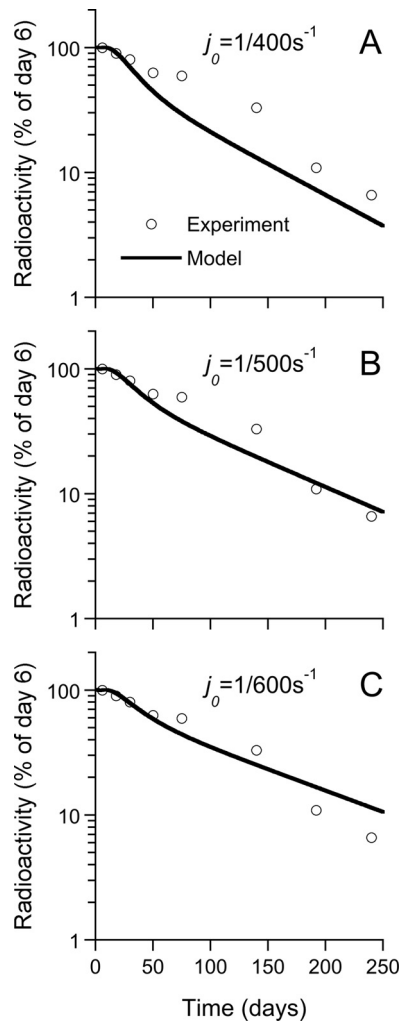 A
j0=1/400s-1
100
10
1
Radioactivity (% of day 6)
Experiment
Model
B
j0=1/500s-1
100
10
1
Radioactivity (% of day 6)
C
j0=1/600s-1
100
10
1
Radioactivity (% of day 6)
0 50 100 150 200 250
Time (days)